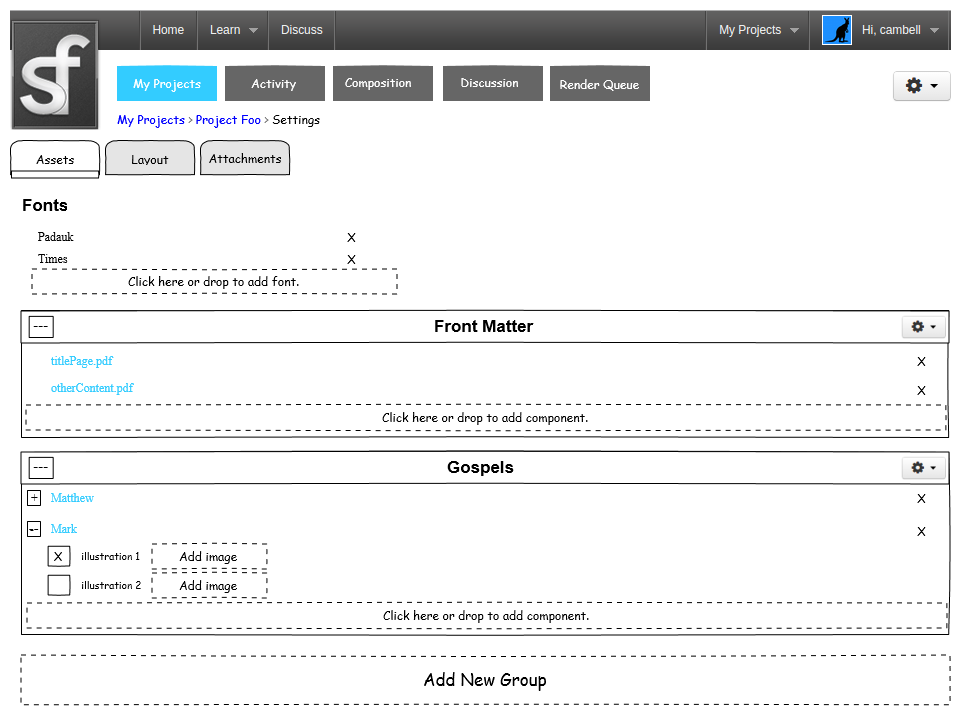 Home Learn Discuss My Projects Hi, cambell
sf
My Projects Activity Composition Discussion Render Queue
My Projects > Project Foo > Settings
Assets Layout Attachments
Fonts
Padauk X
Times X
Click here or drop to add font.
--- Front Matter
titlePage.pdf X
otherContent.pdf X
Click here or drop to add component.
--- Gospels
+ Matthew X
-- Mark X
X illustration 1 Add image
illustration 2 Add image
Click here or drop to add component.
Add New Group